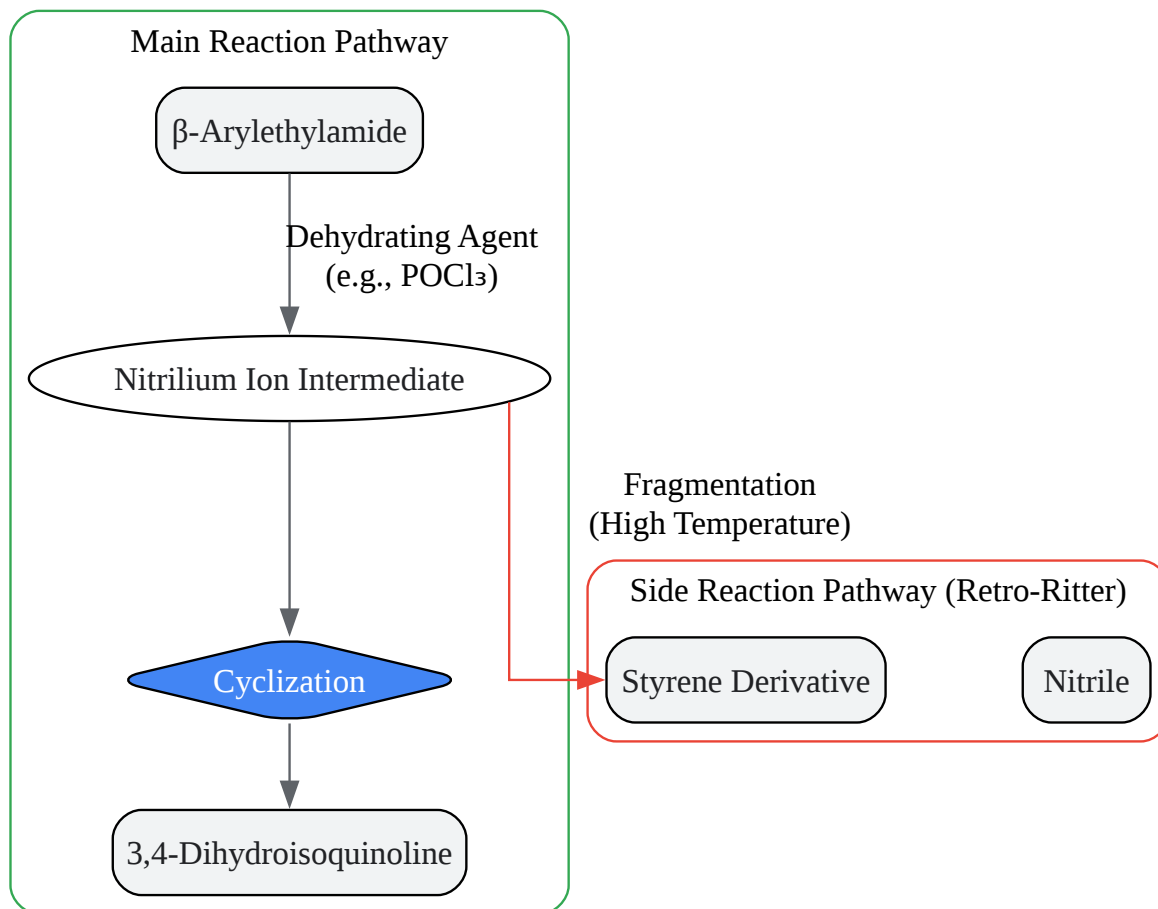 Main Reaction Pathway
β-Arylethylamide
Dehydrating Agent
(e.g., POCl₃)
Nitrilium Ion Intermediate
Fragmentation
(High Temperature)
Side Reaction Pathway (Retro-Ritter)
Cyclization
Styrene Derivative
Nitrile
3,4-Dihydroisoquinoline